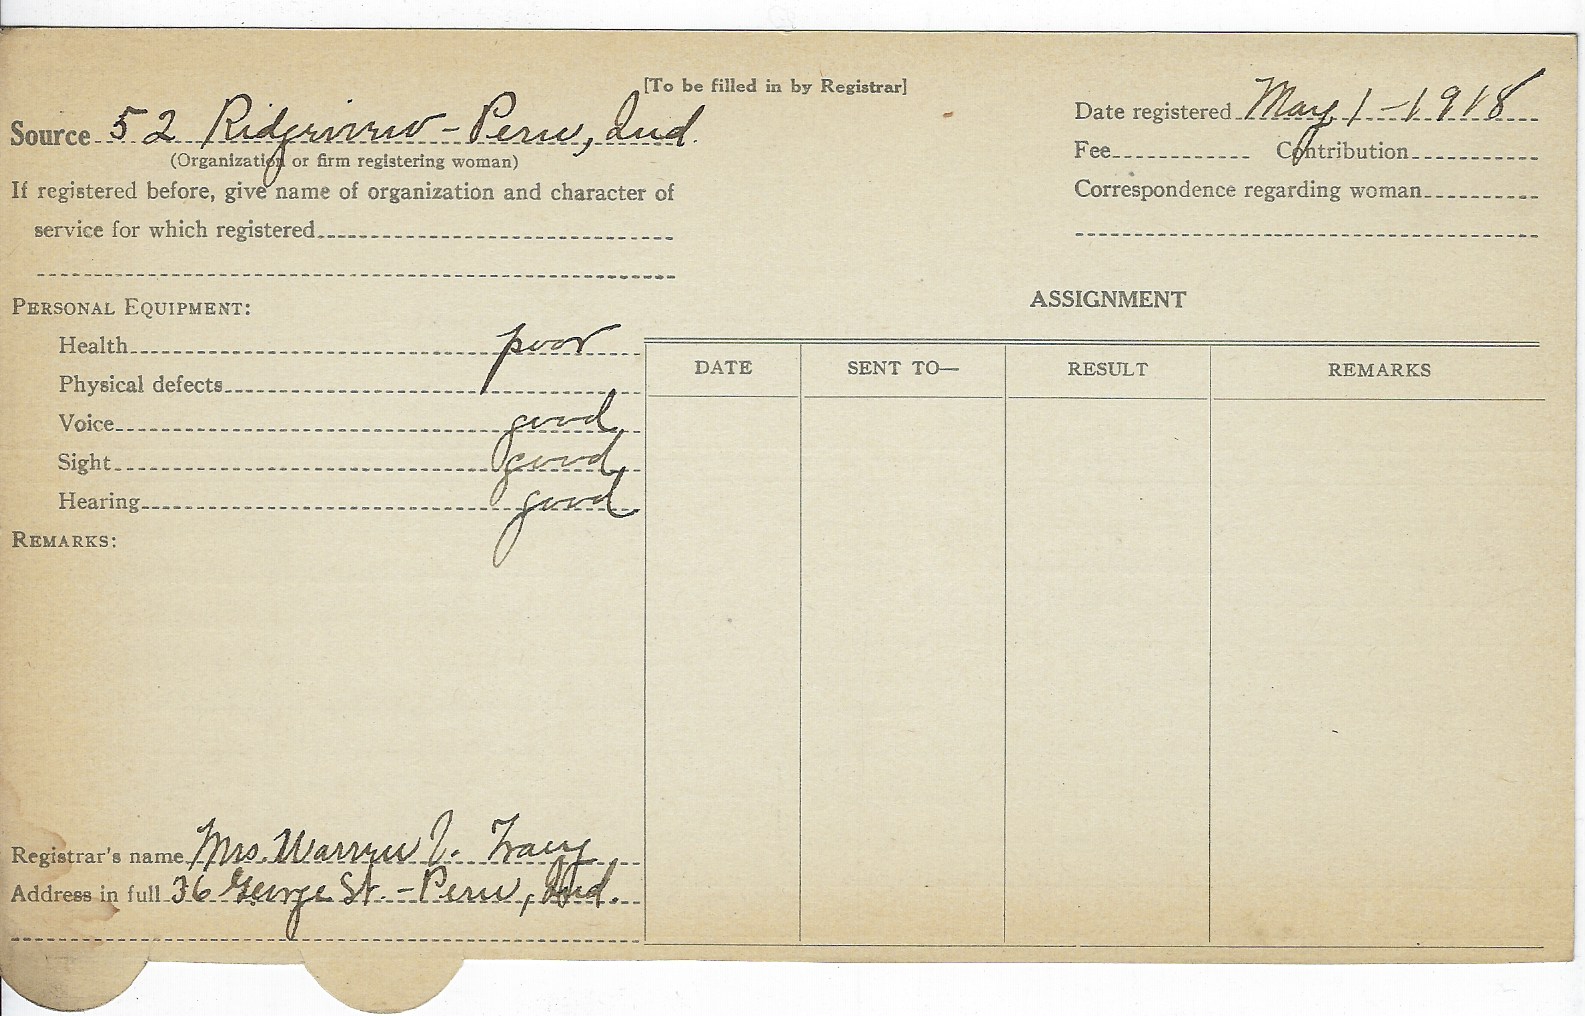 [To be filled in by Registrar]
Source 52 Ridgeview - Peru, Ind.
(Organization or firm registering woman)
If registered before, give name of organization and character of
service for which registered
Date registered May 1 - 1918
Fee Contribution
Correspondence regarding woman
PERSONAL EQUIPMENT:
Health poor
Physical defects
Voice good
Sight good
Hearing good
REMARKS:
ASSIGNMENT
DATE SENT TO— RESULT REMARKS
Registrar's name Mrs. Warren J. Tracy
Address in full 36 George St. - Peru, Ind.